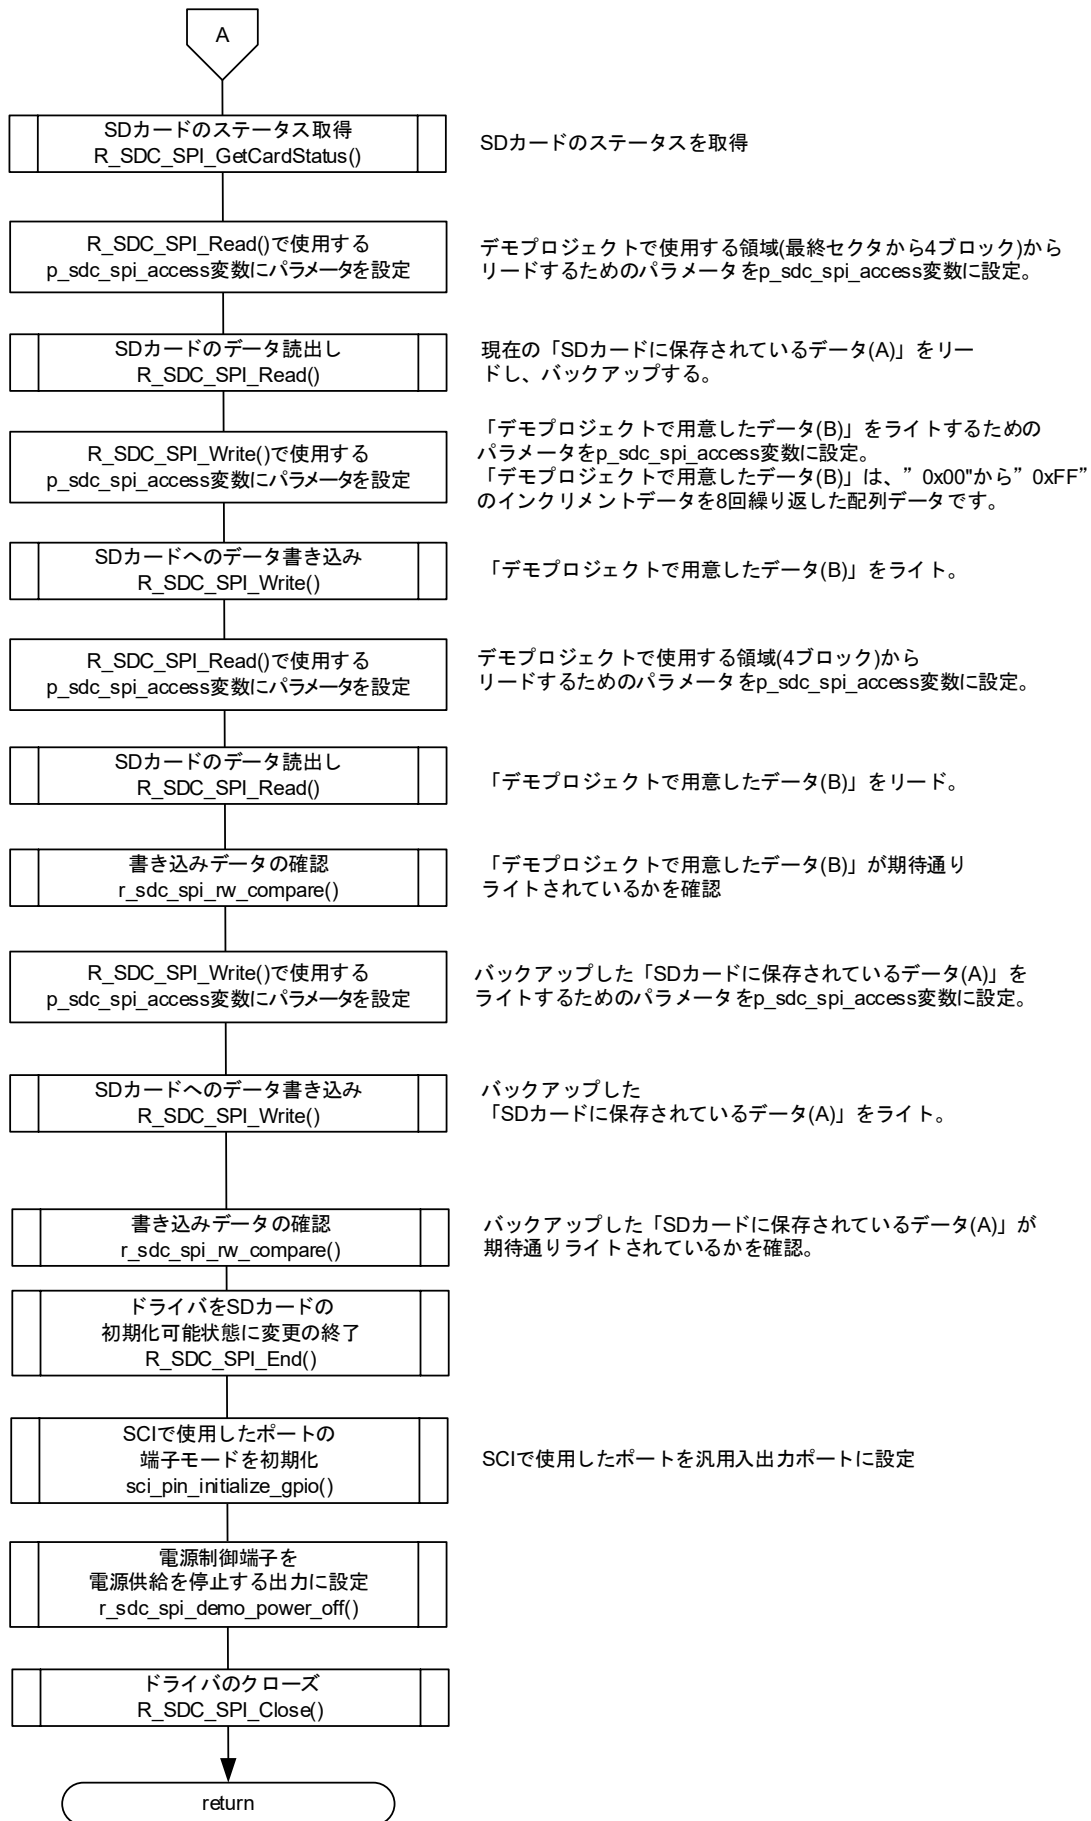 A
SDカードのステータス取得
R_SDC_SPI_GetCardStatus()
SDカードのステータスを取得
R_SDC_SPI_Read()で使用する
p_sdc_spi_access変数にパラメータを設定
デモプロジェクトで使用する領域(最終セクタから4ブロック)から
リードするためのパラメータをp_sdc_spi_access変数に設定。
SDカードのデータ読出し
R_SDC_SPI_Read()
現在の「SDカードに保存されているデータ(A)」をリー
ドし、バックアップする。
R_SDC_SPI_Write()で使用する
p_sdc_spi_access変数にパラメータを設定
「デモプロジェクトで用意したデータ(B)」をライトするための
パラメータをp_sdc_spi_access変数に設定。
「デモプロジェクトで用意したデータ(B)」は、”0x00"から”0xFF”
のインクリメントデータを8回繰り返した配列データです。
SDカードへのデータ書き込み
R_SDC_SPI_Write()
「デモプロジェクトで用意したデータ(B)」をライト。
R_SDC_SPI_Read()で使用する
p_sdc_spi_access変数にパラメータを設定
デモプロジェクトで使用する領域(4ブロック)から
リードするためのパラメータをp_sdc_spi_access変数に設定。
SDカードのデータ読出し
R_SDC_SPI_Read()
「デモプロジェクトで用意したデータ(B)」をリード。
書き込みデータの確認
r_sdc_spi_rw_compare()
「デモプロジェクトで用意したデータ(B)」が期待通り
ライトされているかを確認
R_SDC_SPI_Write()で使用する
p_sdc_spi_access変数にパラメータを設定
バックアップした「SDカードに保存されているデータ(A)」を
ライトするためのパラメータをp_sdc_spi_access変数に設定。
SDカードへのデータ書き込み
R_SDC_SPI_Write()
バックアップした
「SDカードに保存されているデータ(A)」をライト。
書き込みデータの確認
r_sdc_spi_rw_compare()
バックアップした「SDカードに保存されているデータ(A)」が
期待通りライトされているかを確認。
ドライバをSDカードの
初期化可能状態に変更の終了
R_SDC_SPI_End()
SCIで使用したポートの
端子モードを初期化
sci_pin_initialize_gpio()
SCIで使用したポートを汎用入出力ポートに設定
電源制御端子を
電源供給を停止する出力に設定
r_sdc_spi_demo_power_off()
ドライバのクローズ
R_SDC_SPI_Close()
return